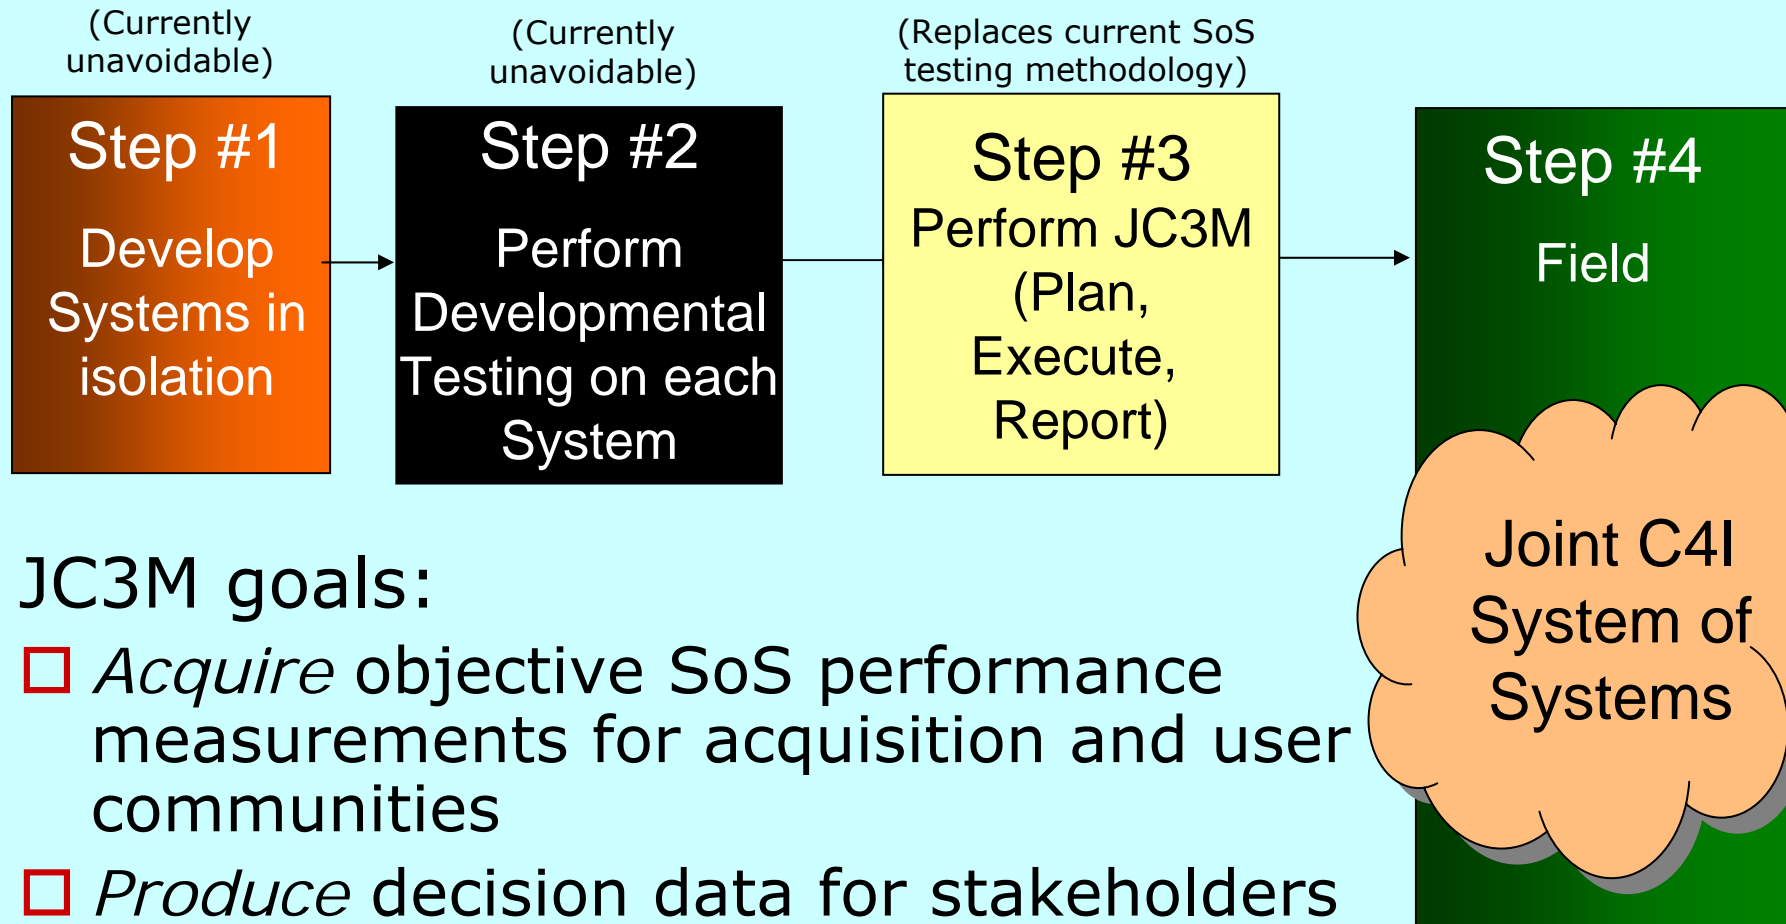 (Currently
unavoidable)
Step #1
Develop
Systems in
isolation
(Currently
unavoidable)
Step #2
Perform
Developmental
Testing on each
System
(Replaces current SoS
testing methodology)
Step #3
Perform JC3M
(Plan,
Execute,
Report)
Step #4
Field
Joint C4I
System of
Systems
JC3M goals:
Acquire objective SoS performance
measurements for acquisition and user
communities
Produce decision data for stakeholders